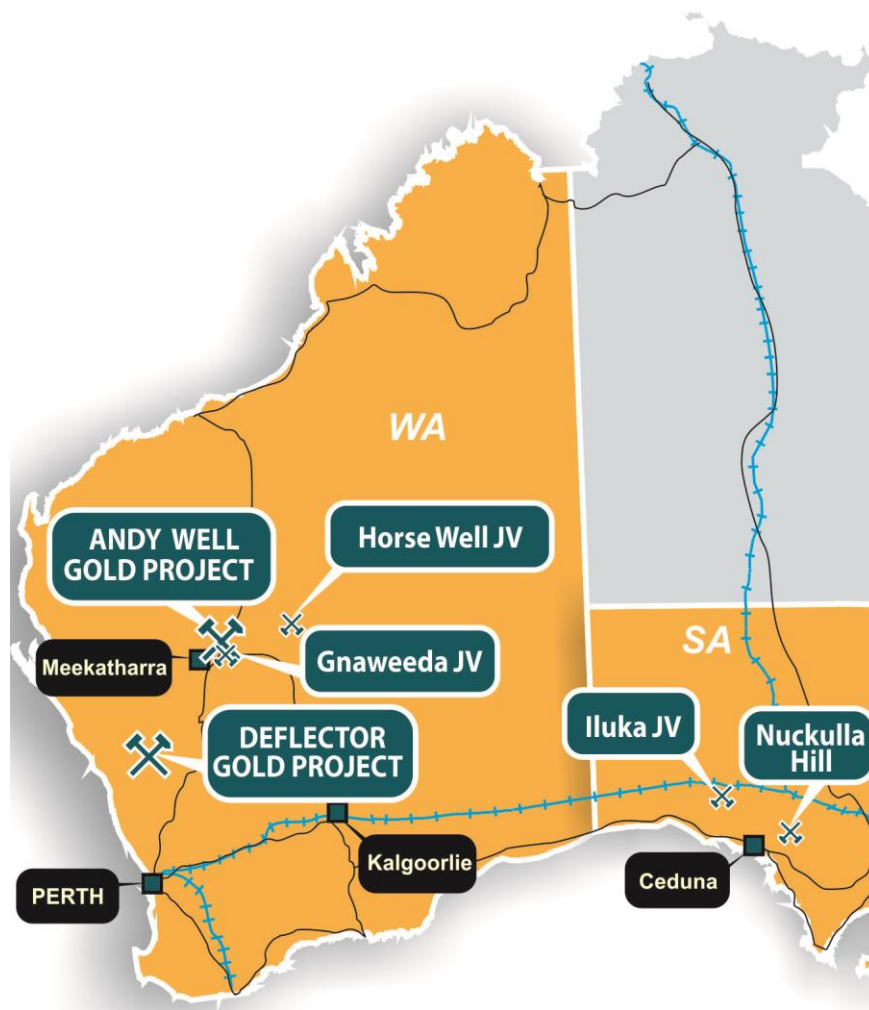 WA
ANDY WELL
GOLD PROJECT
Horse Well JV
Meekatharra
Gnaweeda JV
SA
DEFLECTOR
GOLD PROJECT
Iluka JV
Nuckulla
Hill
Kalgoorlie
PERTH
Ceduna